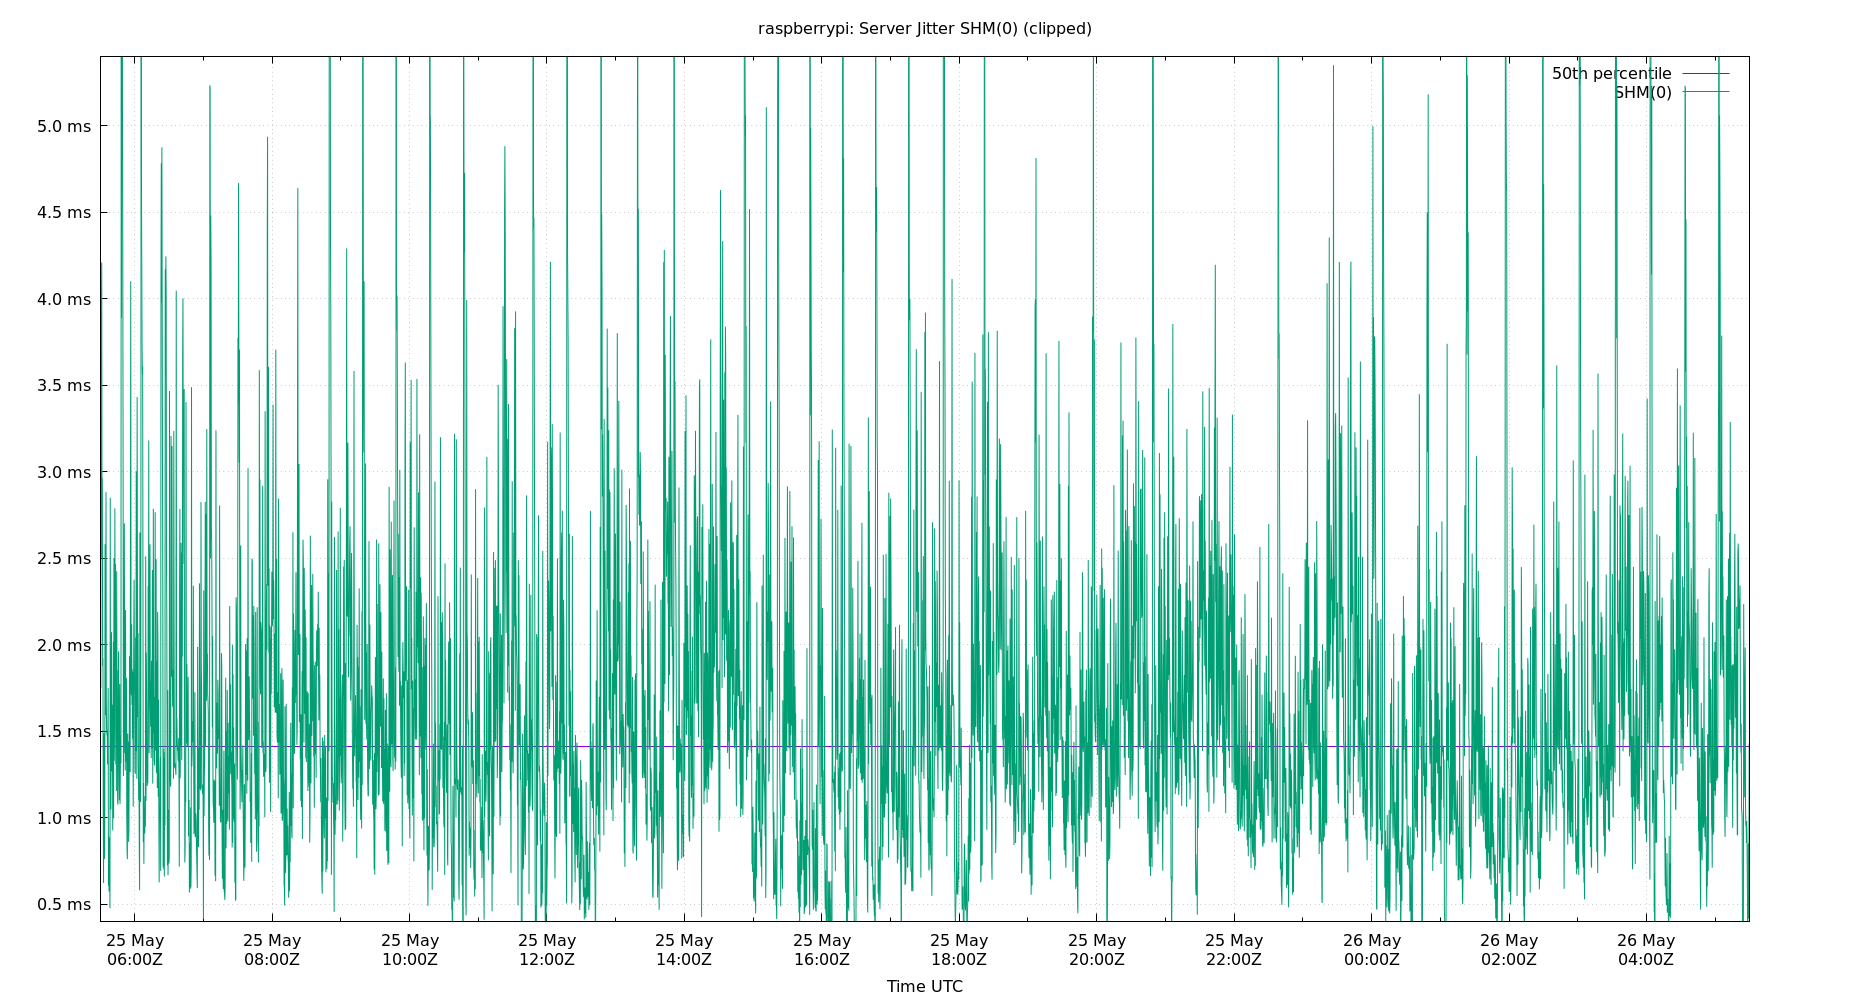 raspberrypi: Server Jitter SHM(0) (clipped)
50th percentile
SHM(0)
5.0 ms
4.5 ms
4.0 ms
3.5 ms
3.0 ms
2.5 ms
2.0 ms
1.5 ms
1.0 ms
0.5 ms
25 May 25 May 25 May 25 May 25 May 25 May 25 May 25 May 25 May 26 May 26 May 26 May
06:00Z 08:00Z 10:00Z 12:00Z 14:00Z 16:00Z 18:00Z 20:00Z 22:00Z 00:00Z 02:00Z 04:00Z
Time UTC